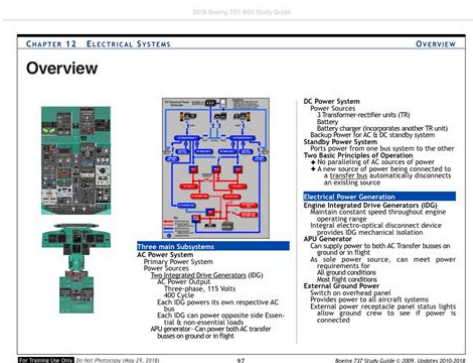 2018 Boeing 737-800 Study Guide
CHAPTER 12 ELECTRICAL SYSTEMS
OVERVIEW
Overview
Three main Subsystems
AC Power System
Primary Power System
Power Sources
Two Integrated Drive Generators (IDG)
AC Power Output
Three-phase, 115 Volts
400 Cycle
Each IDG powers its own respective AC
bus
Each IDG can power opposite side Essen-
tial & non-essential loads
APU generator-Can power both AC transfer
busses on ground or in flight
DC Power System
Power Sources
3 Transformer-rectifier units (TR)
Battery
Battery charger (incorporates another TR unit)
Backup Power for AC & DC standby system
Standby Power System
Ports power from one bus system to the other
Two Basic Principles of Operation
No paralleling of AC sources of power
A new source of power being connected to
a transfer bus automatically disconnects
an existing source
Electrical Power Generation
Engine Integrated Drive Generators (IDG)
Maintain constant speed throughout engine
operating range
Integral electro-optical disconnect device
provides IDG mechanical isolation
APU Generator
Can supply power to both AC Transfer busses on
ground or in flight
As sole power source, can meet power
requirements for
All ground conditions
Most flight conditions
External Ground Power
Switch on overhead panel
Provides power to all aircraft systems
External power receptacle panel status lights
allow ground crew to see if power is
connected
For Training Use Only Do Not Photocopy (May 29, 2018)
97
Boeing 737 Study Guide © 2009. Updates 2010-2018